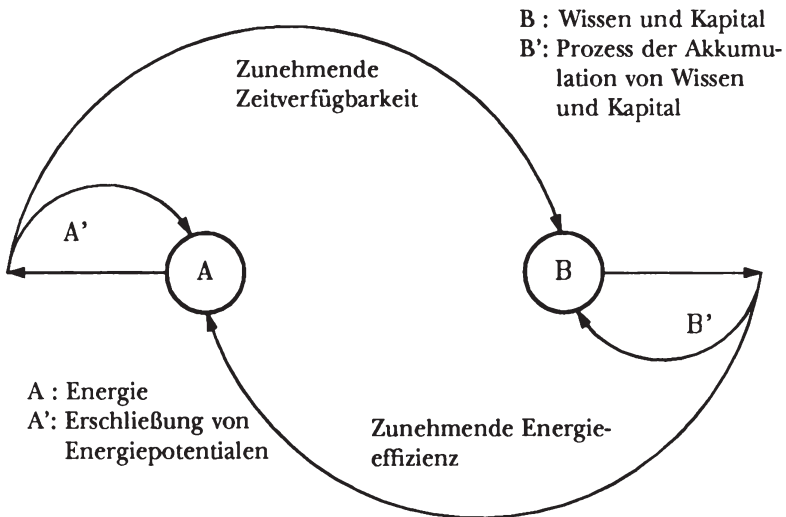 B : Wissen und Kapital
B': Prozess der Akkumu-
lation von Wissen
und Kapital
Zunehmende
Zeitverfügbarkeit
A'
A
B
B'
A : Energie
A': Erschließung von
Energiepotentialen
Zunehmende Energie-
effizienz